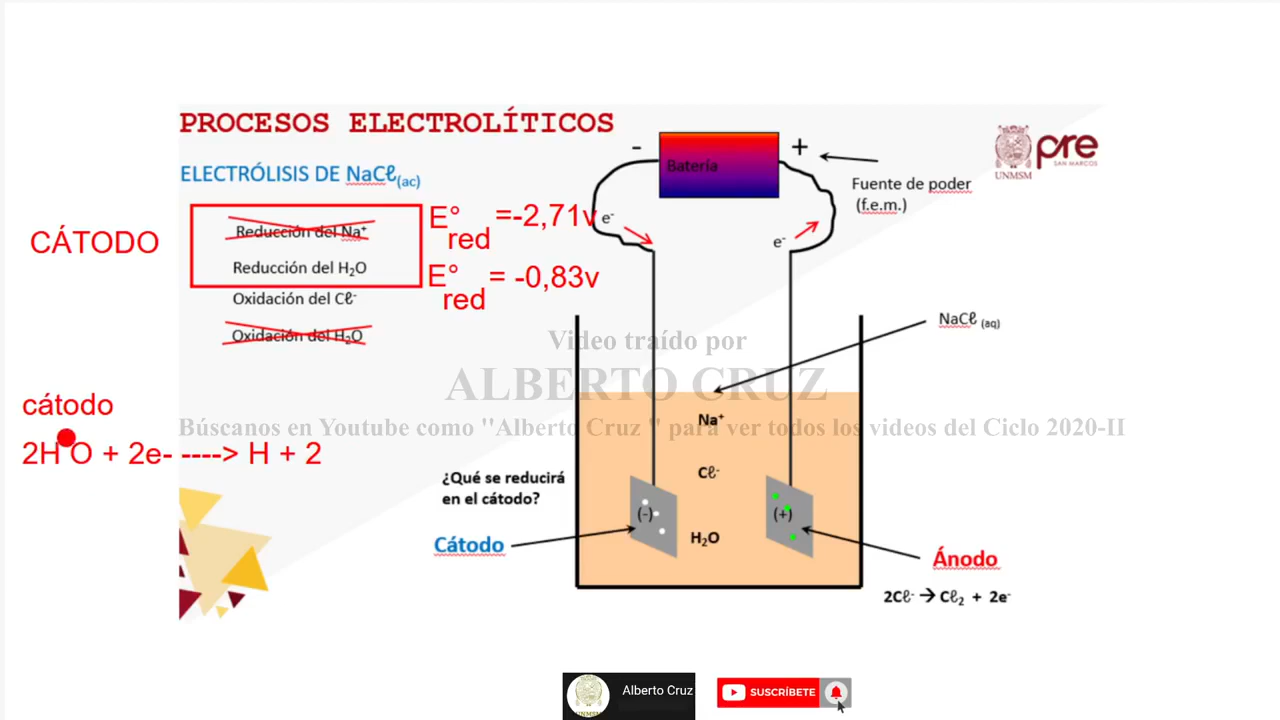 PROCESOS ELECTROLÍTICOS
ELECTRÓLISIS DE NaCℓ(ac)
CÁTODO
Reducción del Na⁺
E°red =-2,71v
Reducción del H₂O
E°red = -0,83v
Oxidación del Cℓ⁻
Oxidación del H₂O
cátodo
2H O + 2e- ----> H + 2
- Batería +
e⁻
e⁻
Fuente de poder
(f.e.m.)
UNMSM
pre
SAN MARCOS
NaCℓ (aq)
Video traído por
ALBERTO CRUZ
Búscanos en Youtube como "Alberto Cruz " para ver todos los videos del Ciclo 2020-II
Na⁺
Cℓ⁻
H₂O
(-)
(+)
¿Qué se reducirá
en el cátodo?
Cátodo
Ánodo
2Cℓ⁻ → Cℓ₂ + 2e⁻
UNMSM
Alberto Cruz
SUSCRÍBETE